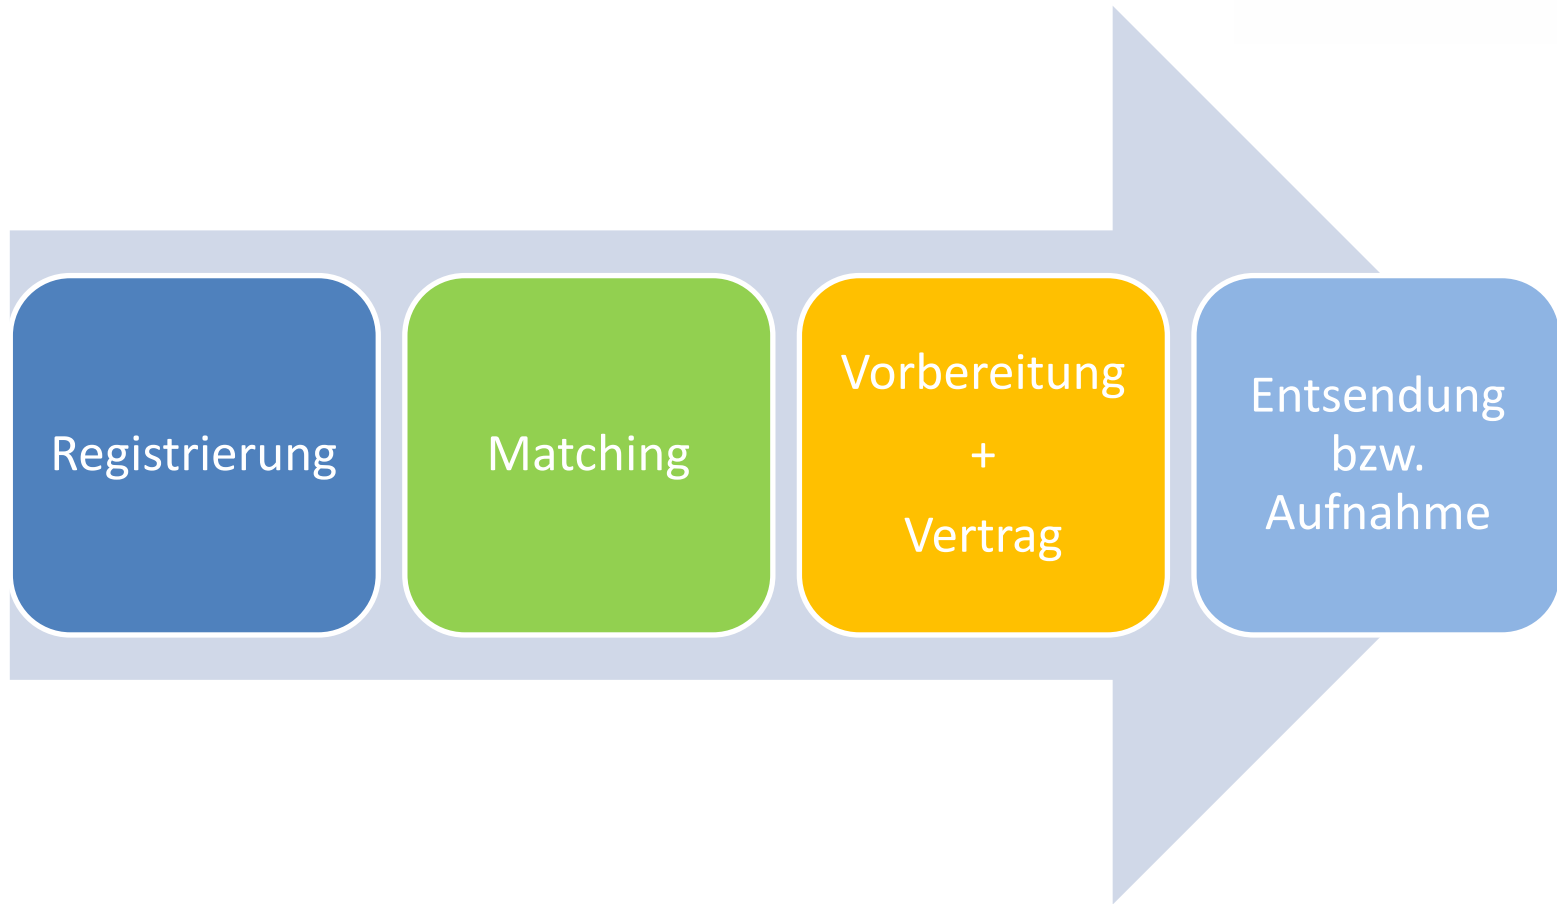 Registrierung
Matching
Vorbereitung
+
Vertrag
Entsendung
bzw.
Aufnahme